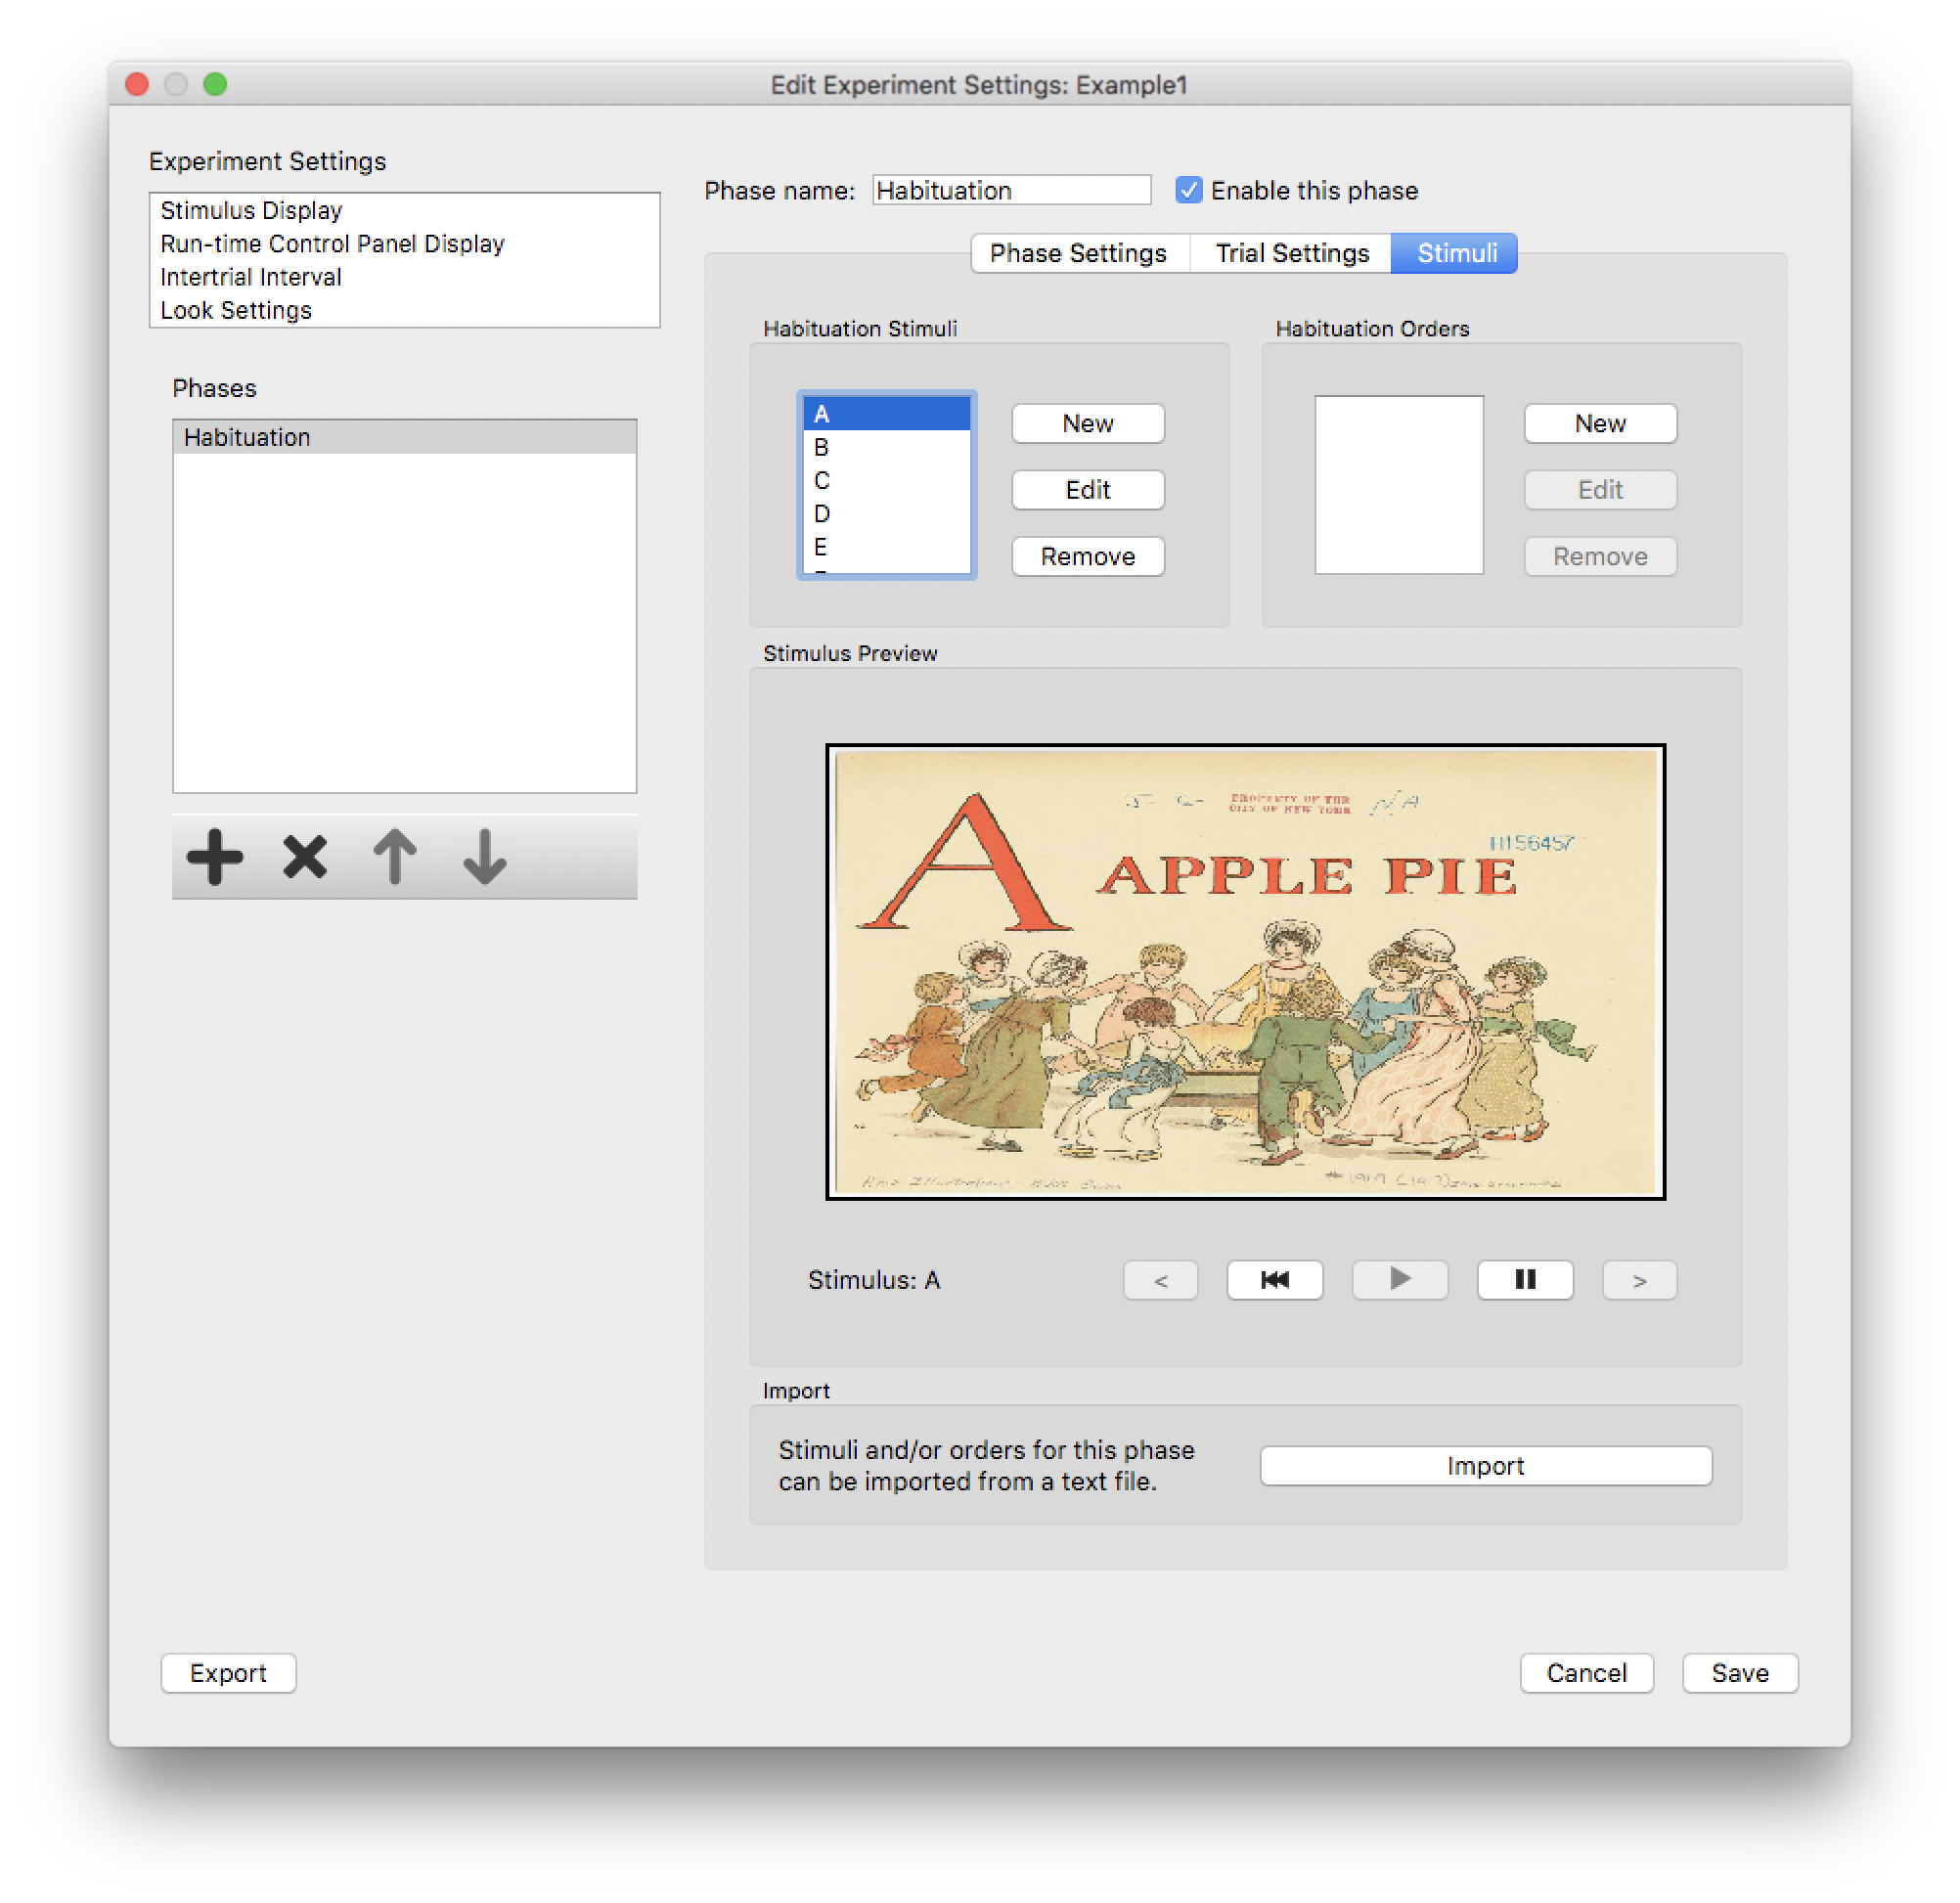 Edit Experiment Settings: Example1
Experiment Settings
Stimulus Display
Run-time Control Panel Display
Intertrial Interval
Look Settings
Phases
Habituation
Export
Phase name: Habituation Enable this phase
Phase Settings Trial Settings Stimuli
Habituation Stimuli
A
B
C
D
E
New
Edit
Remove
Habituation Orders
New
Edit
Remove
Stimulus Preview
PROPERTY OF THE
CITY OF NEW YORK
N/A
H156457
A APPLE PIE
Stimulus: A < >
Import
Stimuli and/or orders for this phase
can be imported from a text file.
Import
Cancel Save